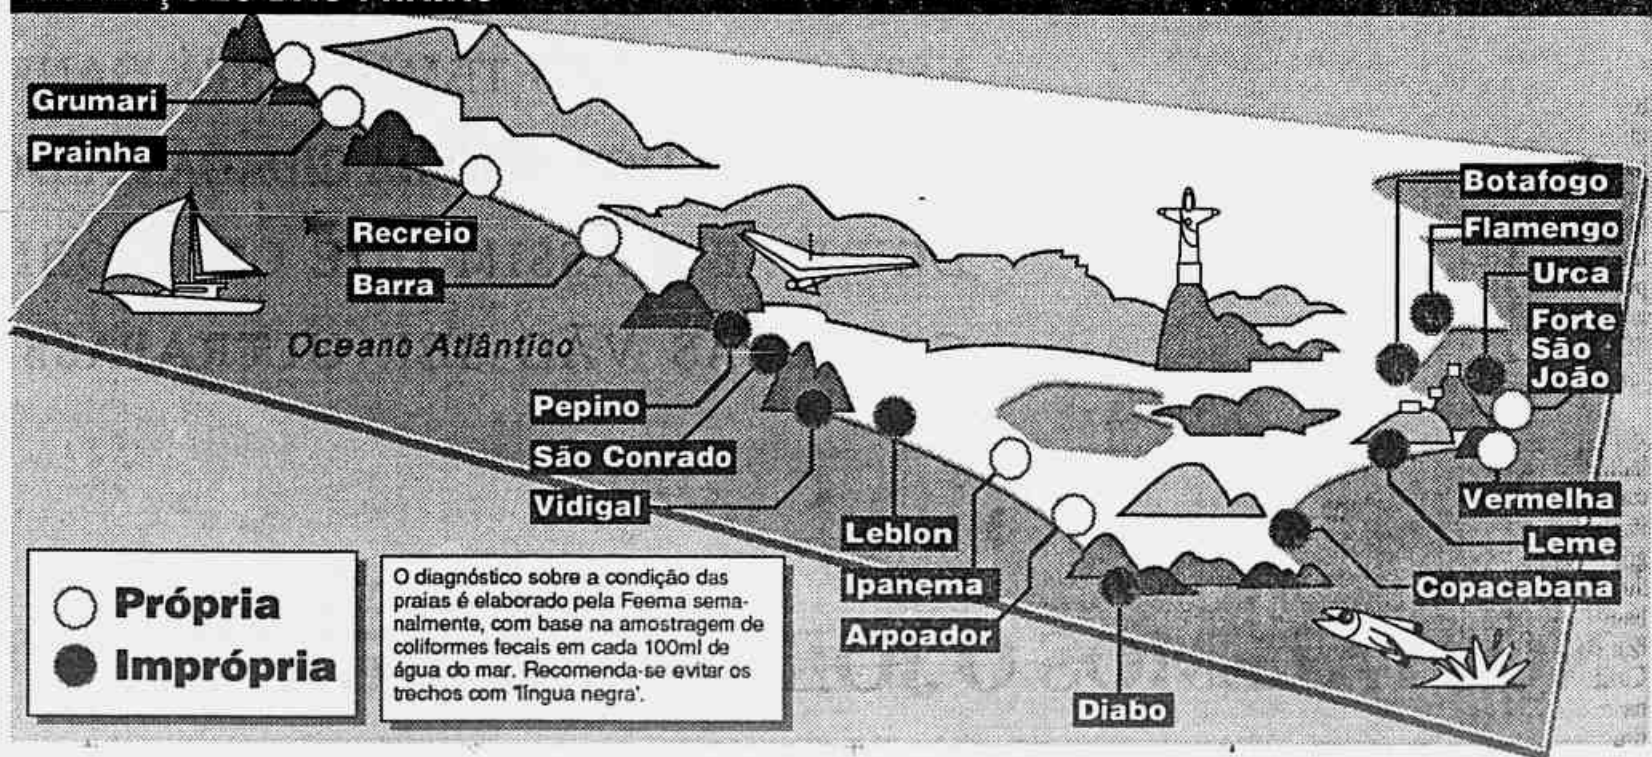 Grumari
Prainha
Recreio
Barra
Oceano Atlântico
Pepino
São Conrado
Vidigal
Leblon
Ipanema
Arpoador
Diabo
Botafogo
Flamengo
Urca
Forte
São
João
Vermelha
Leme
Copacabana
Própria
Imprópria
O diagnóstico sobre a condição das
praias é elaborado pela Feema sema-
nalmente, com base na amostragem de
coliformes fecais em cada 100ml de
água do mar. Recomenda-se evitar os
trechos com 'língua negra'.